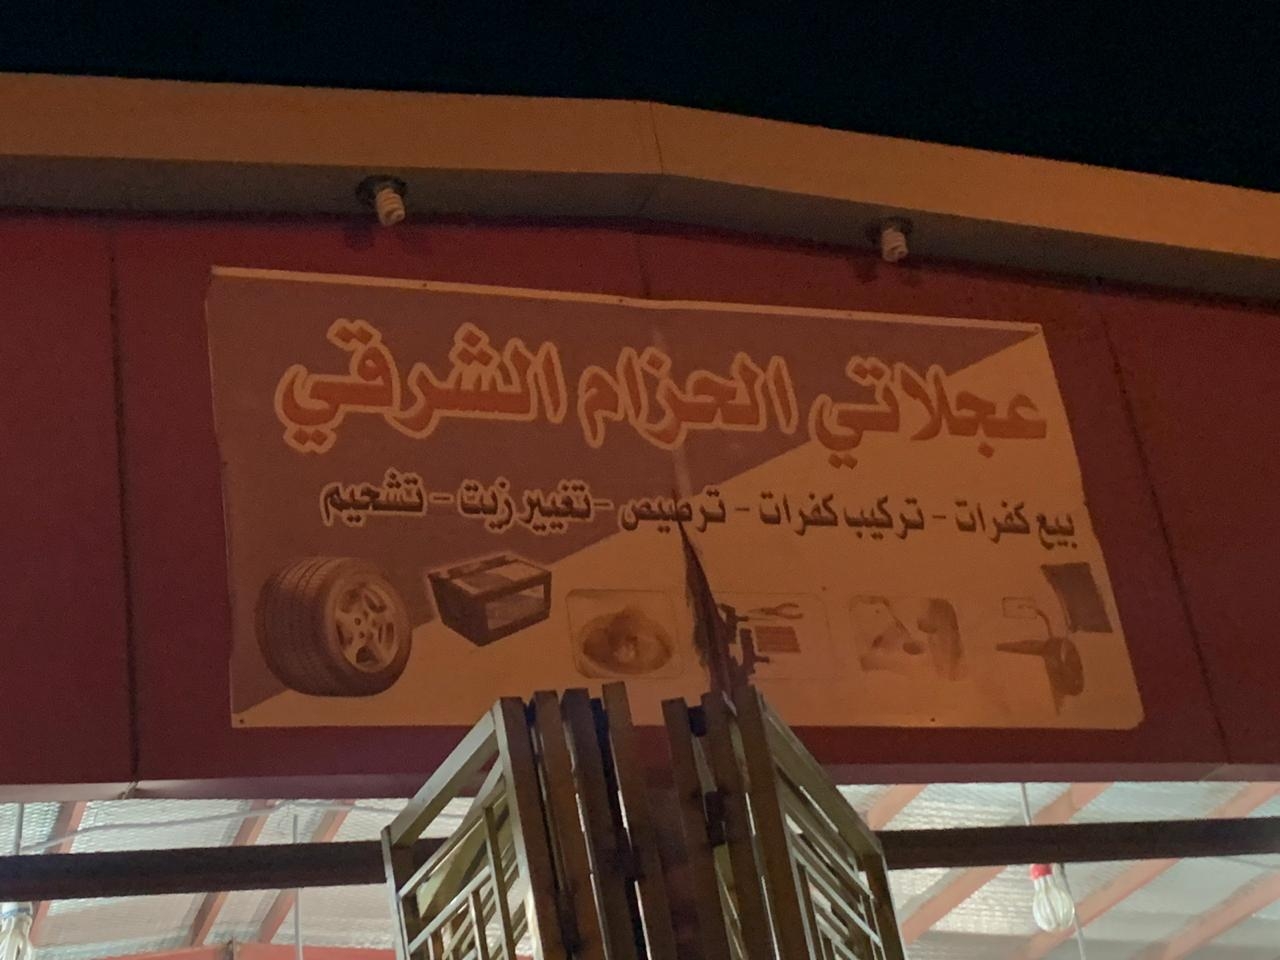 عجلاتي الحزام الشرقي
بيع كفرات - تركيب كفرات - ترصيص - تغيير زيت - تشحيم